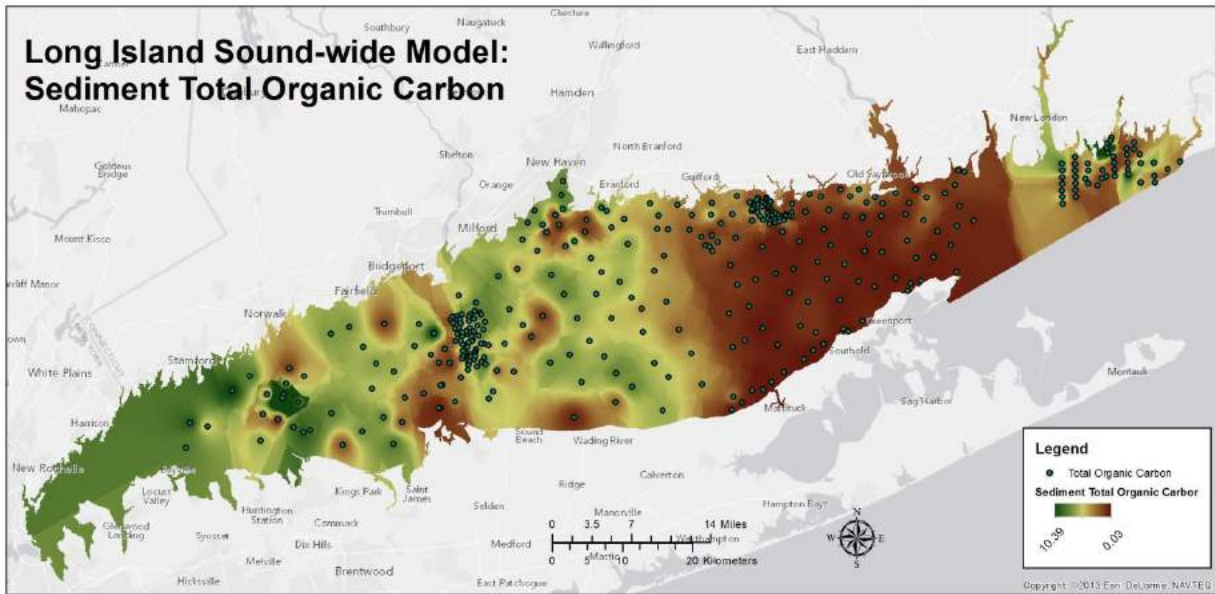 Long Island Sound-wide Model:
Sediment Total Organic Carbon
Southbury
Naugatuck
Cheshire
Wallingford
East Haddam
Mahopac
Hamden
New London
Goldens
Bridge
Shelton
New Haven
North Branford
Orange
Branford
Guilford
Old Saybrook
Trumbull
Milford
Mount Kisco
Bridgeport
Fairfield
Norwalk
Stamford
White Plains
Greenport
Southold
Montauk
Sag Harbor
Mattituck
Harrison
New Rochelle
Bayville
Sound
Beach
Wading River
Calverton
Locust
Valley
Huntington
Station
Kings Park
Saint
James
Selden
Ridge
Manorville
Hampton Bays
Glenwood
Landing
Syosset
Commack
Dix Hills
Melville
Medford
Westhampton
Hicksville
Brentwood
East Patchogue
0 3.5 7 14 Miles
0 5 10 20 Kilometers
N
W E
S
Legend
Total Organic Carbon
Sediment Total Organic Carbor
10.39
0.03
Copyright: ©2013 Esri, DeLorme, NAVTEQ